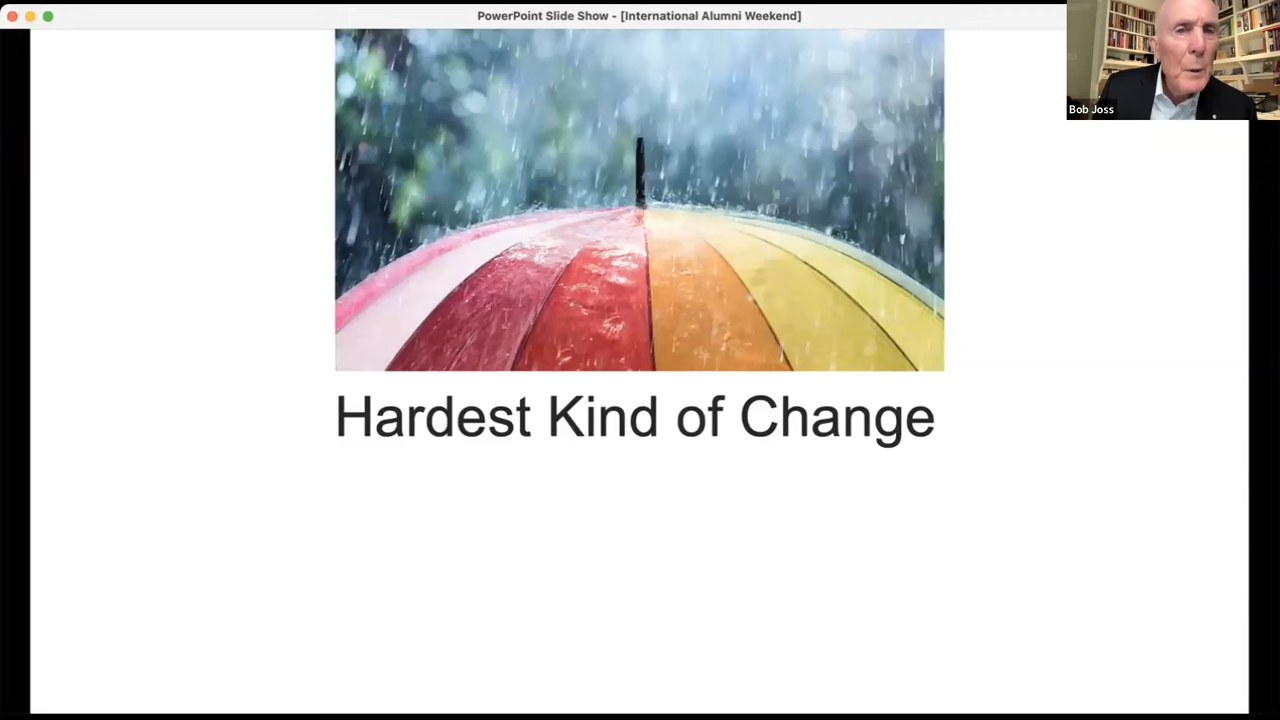 PowerPoint Slide Show - [International Alumni Weekend]
Bob Joss
Hardest Kind of Change